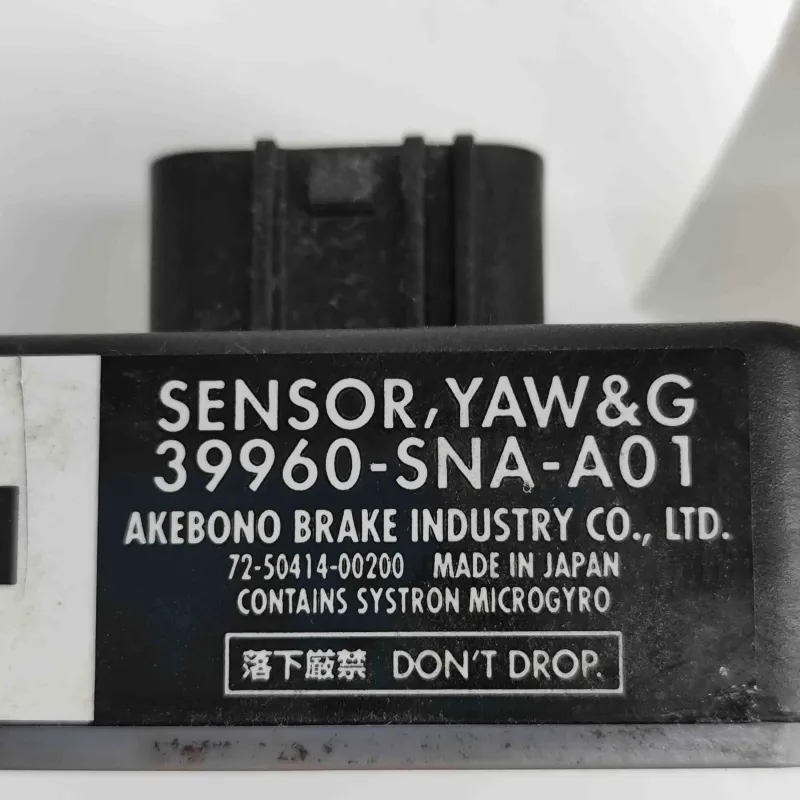 SENSOR, YAW&G
39960-SNA-A01
AKEBONO BRAKE INDUSTRY CO., LTD.
72-50414-00200 MADE IN JAPAN
CONTAINS SYSTRON MICROGYRO
落下厳禁 DON'T DROP.